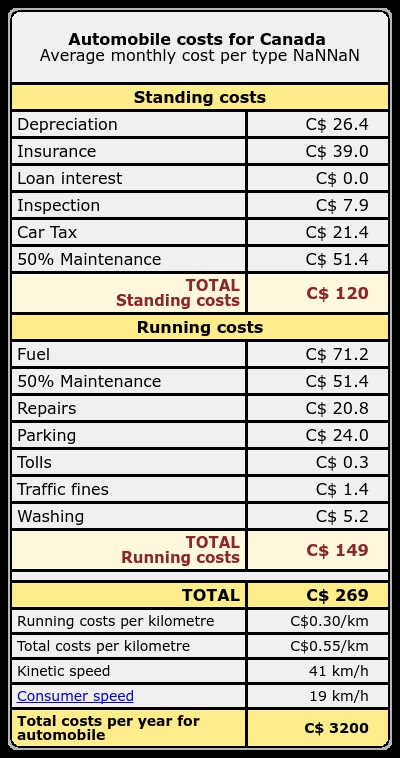 Automobile costs for Canada
Average monthly cost per type NaNNaN
Standing costs
Depreciation C$ 26.4
Insurance C$ 39.0
Loan interest C$ 0.0
Inspection C$ 7.9
Car Tax C$ 21.4
50% Maintenance C$ 51.4
TOTAL
Standing costs C$ 120
Running costs
Fuel C$ 71.2
50% Maintenance C$ 51.4
Repairs C$ 20.8
Parking C$ 24.0
Tolls C$ 0.3
Traffic fines C$ 1.4
Washing C$ 5.2
TOTAL
Running costs C$ 149
TOTAL C$ 269
Running costs per kilometre C$0.30/km
Total costs per kilometre C$0.55/km
Kinetic speed 41 km/h
Consumer speed 19 km/h
Total costs per year for
automobile C$ 3200